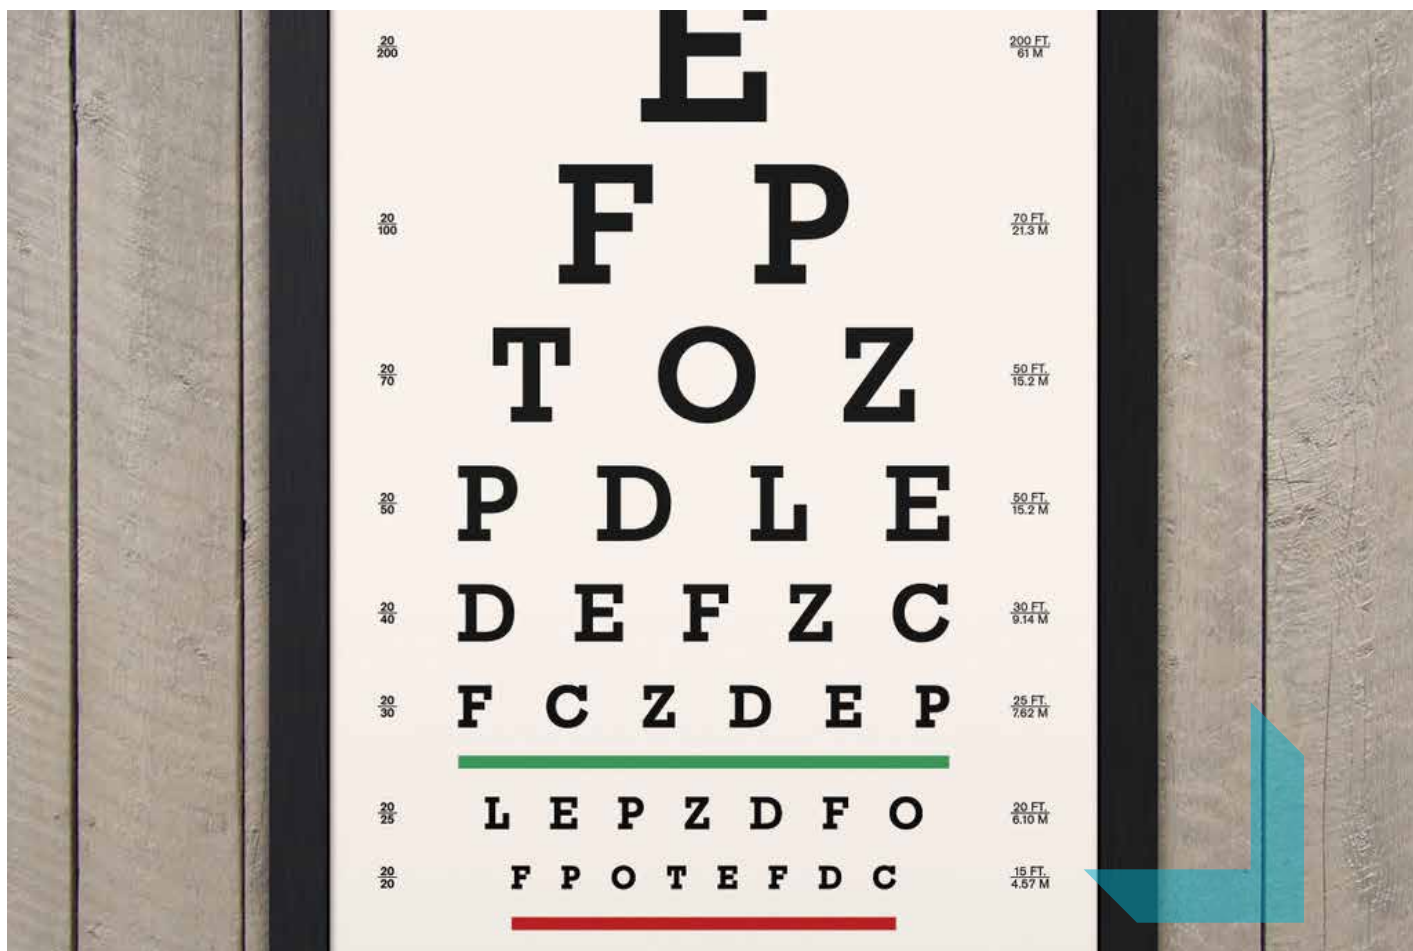 20/200 E 200 FT./61 M
20/100 F P 70 FT./21.3 M
20/70 T O Z 50 FT./15.2 M
20/50 P D L E 50 FT./15.2 M
20/40 D E F Z C 30 FT./9.14 M
20/30 F C Z D E P 25 FT./7.62 M
20/25 L E P Z D F O 20 FT./6.10 M
20/20 F P O T E F D C 15 FT./4.57 M